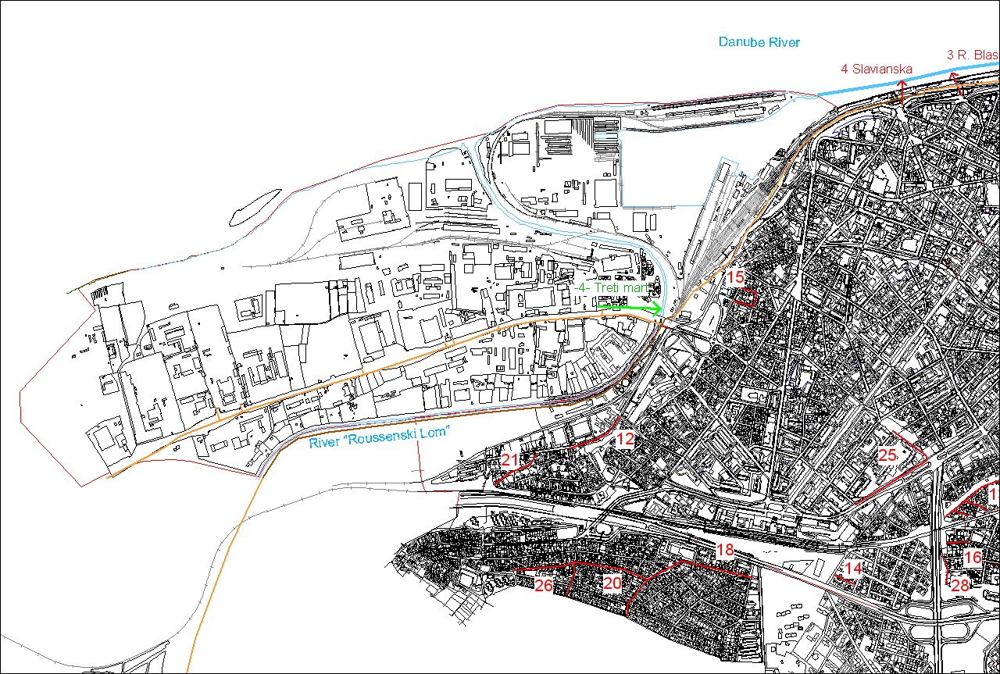 Danube River
3 R. Blas
4 Slavianska
15
-4- Treti mart
River "Roussenski Lom"
12
21
25
18
16
14
26
20
28